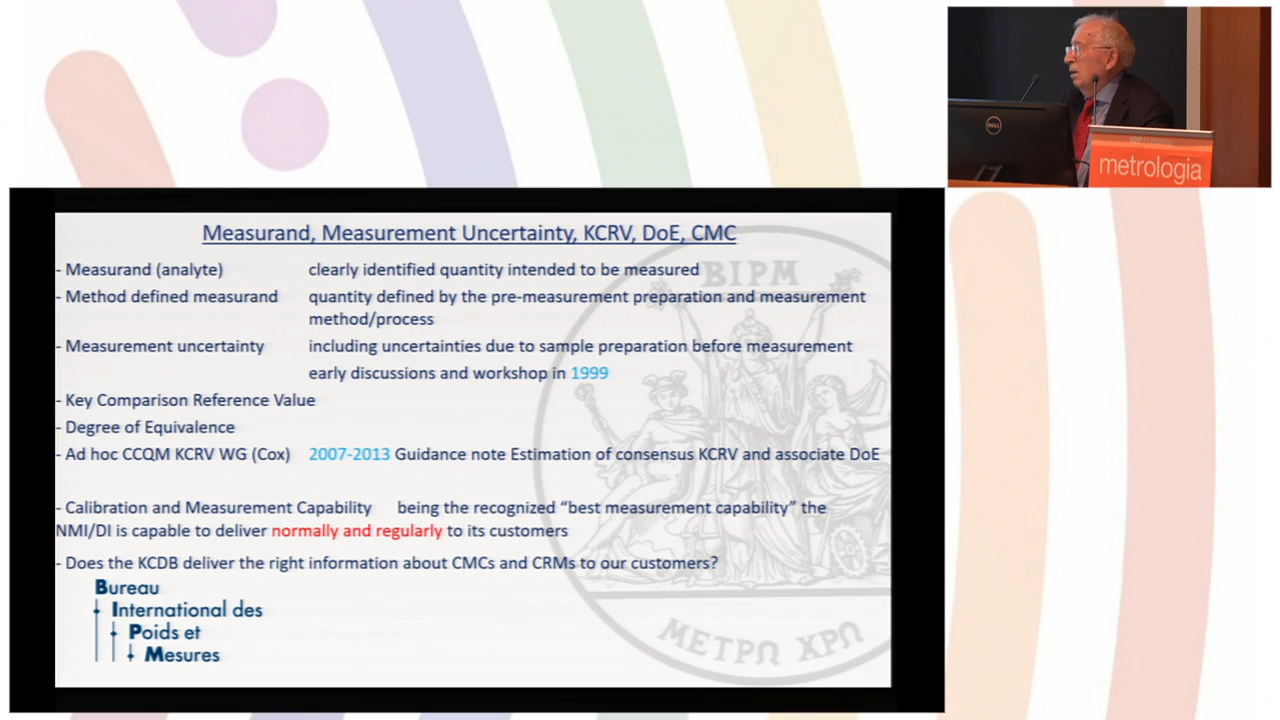 Measurand, Measurement Uncertainty, KCRV, DoE, CMC
- Measurand (analyte) clearly identified quantity intended to be measured
- Method defined measurand quantity defined by the pre-measurement preparation and measurement
method/process
- Measurement uncertainty including uncertainties due to sample preparation before measurement
early discussions and workshop in 1999
- Key Comparison Reference Value
- Degree of Equivalence
- Ad hoc CCQM KCRV WG (Cox) 2007-2013 Guidance note Estimation of consensus KCRV and associate DoE
- Calibration and Measurement Capability being the recognized “best measurement capability” the
NMI/DI is capable to deliver normally and regularly to its customers
- Does the KCDB deliver the right information about CMCs and CRMs to our customers?
Bureau
International des
Poids et
Mesures
BIPM
ΜΕΤΡΩ ΧΡΩ
DELL
metrologia